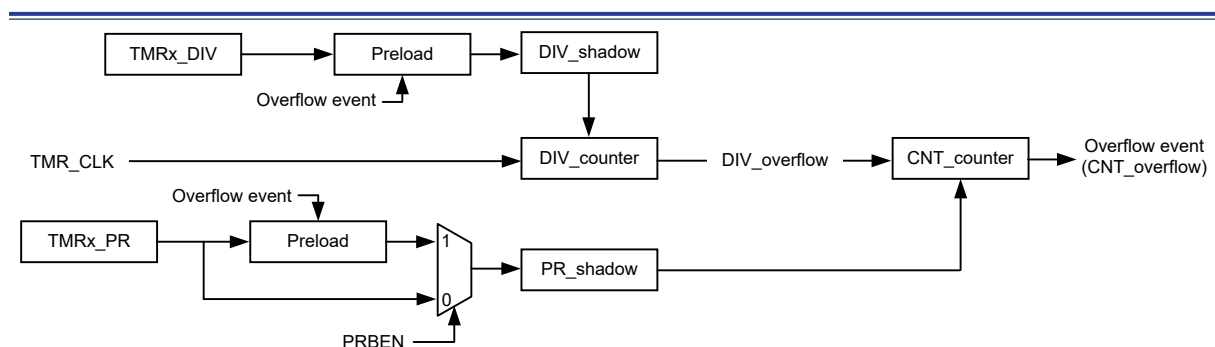 TMRx_DIV
Preload
DIV_shadow
Overflow event
TMR_CLK
DIV_counter
DIV_overflow
CNT_counter
Overflow event
(CNT_overflow)
Overflow event
TMRx_PR
Preload
1
PR_shadow
0
PRBEN